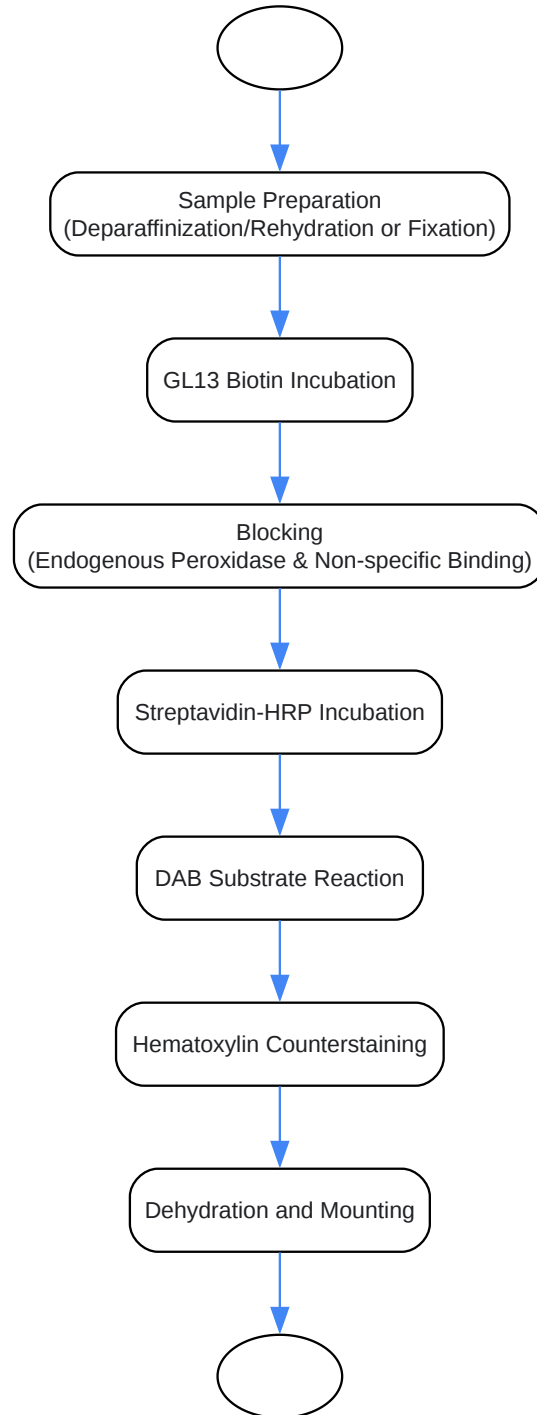 Sample Preparation
(Deparaffinization/Rehydration or Fixation)
GL13 Biotin Incubation
Blocking
(Endogenous Peroxidase & Non-specific Binding)
Streptavidin-HRP Incubation
DAB Substrate Reaction
Hematoxylin Counterstaining
Dehydration and Mounting